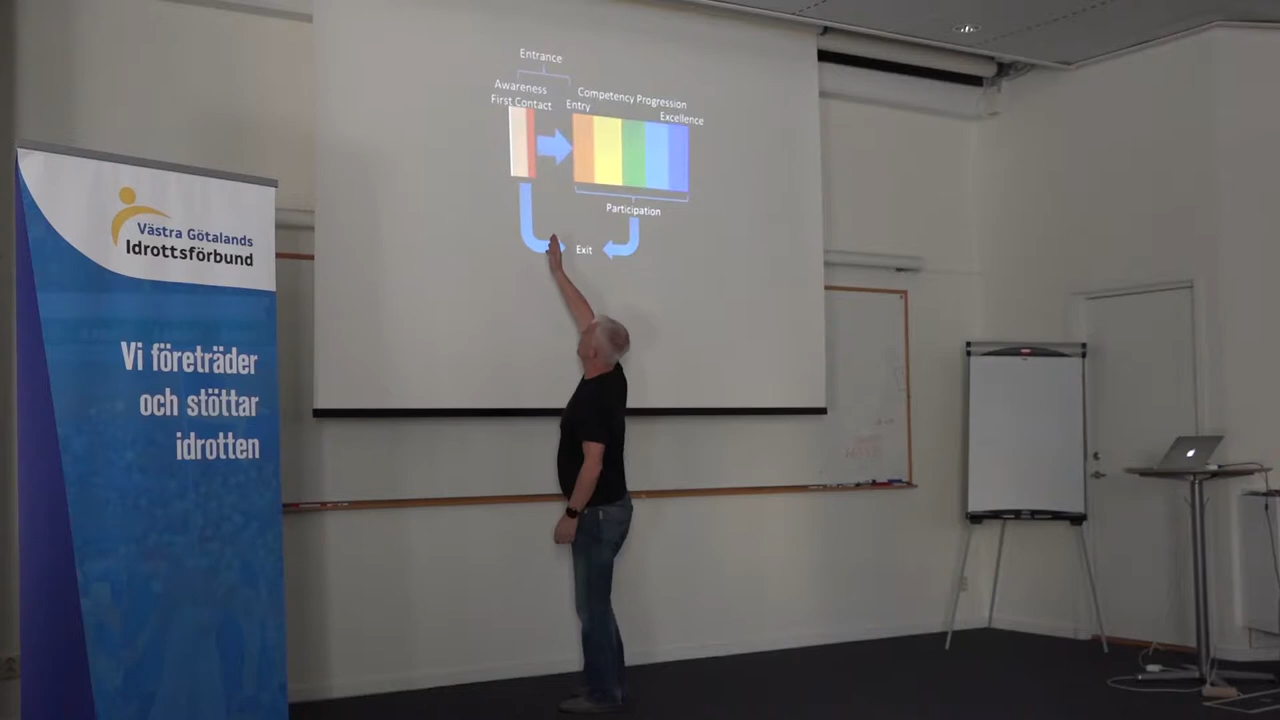 Entrance
Awareness
First Contact
Competency Progression
Entry
Excellence
Participation
Exit
Västra Götalands
Idrottsförbund
Vi företräder
och stöttar
idrotten